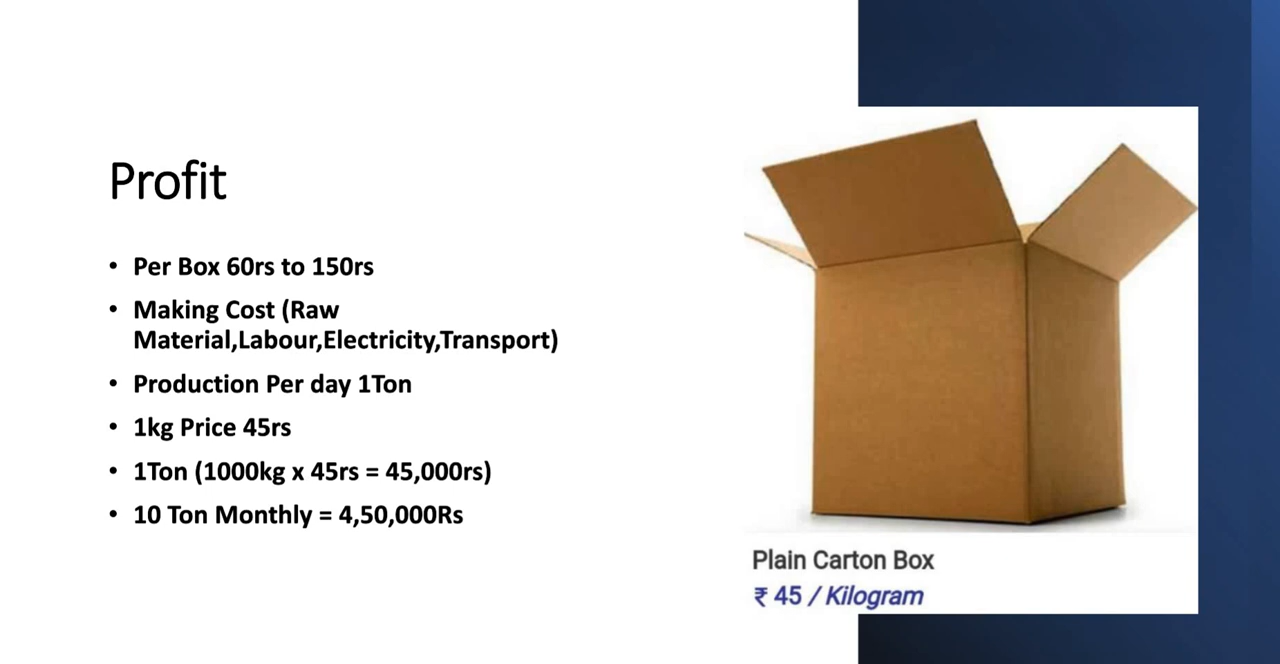 Profit
• Per Box 60rs to 150rs
• Making Cost (Raw
Material,Labour,Electricity,Transport)
• Production Per day 1Ton
• 1kg Price 45rs
• 1Ton (1000kg x 45rs = 45,000rs)
• 10 Ton Monthly = 4,50,000Rs
Plain Carton Box
₹ 45 / Kilogram